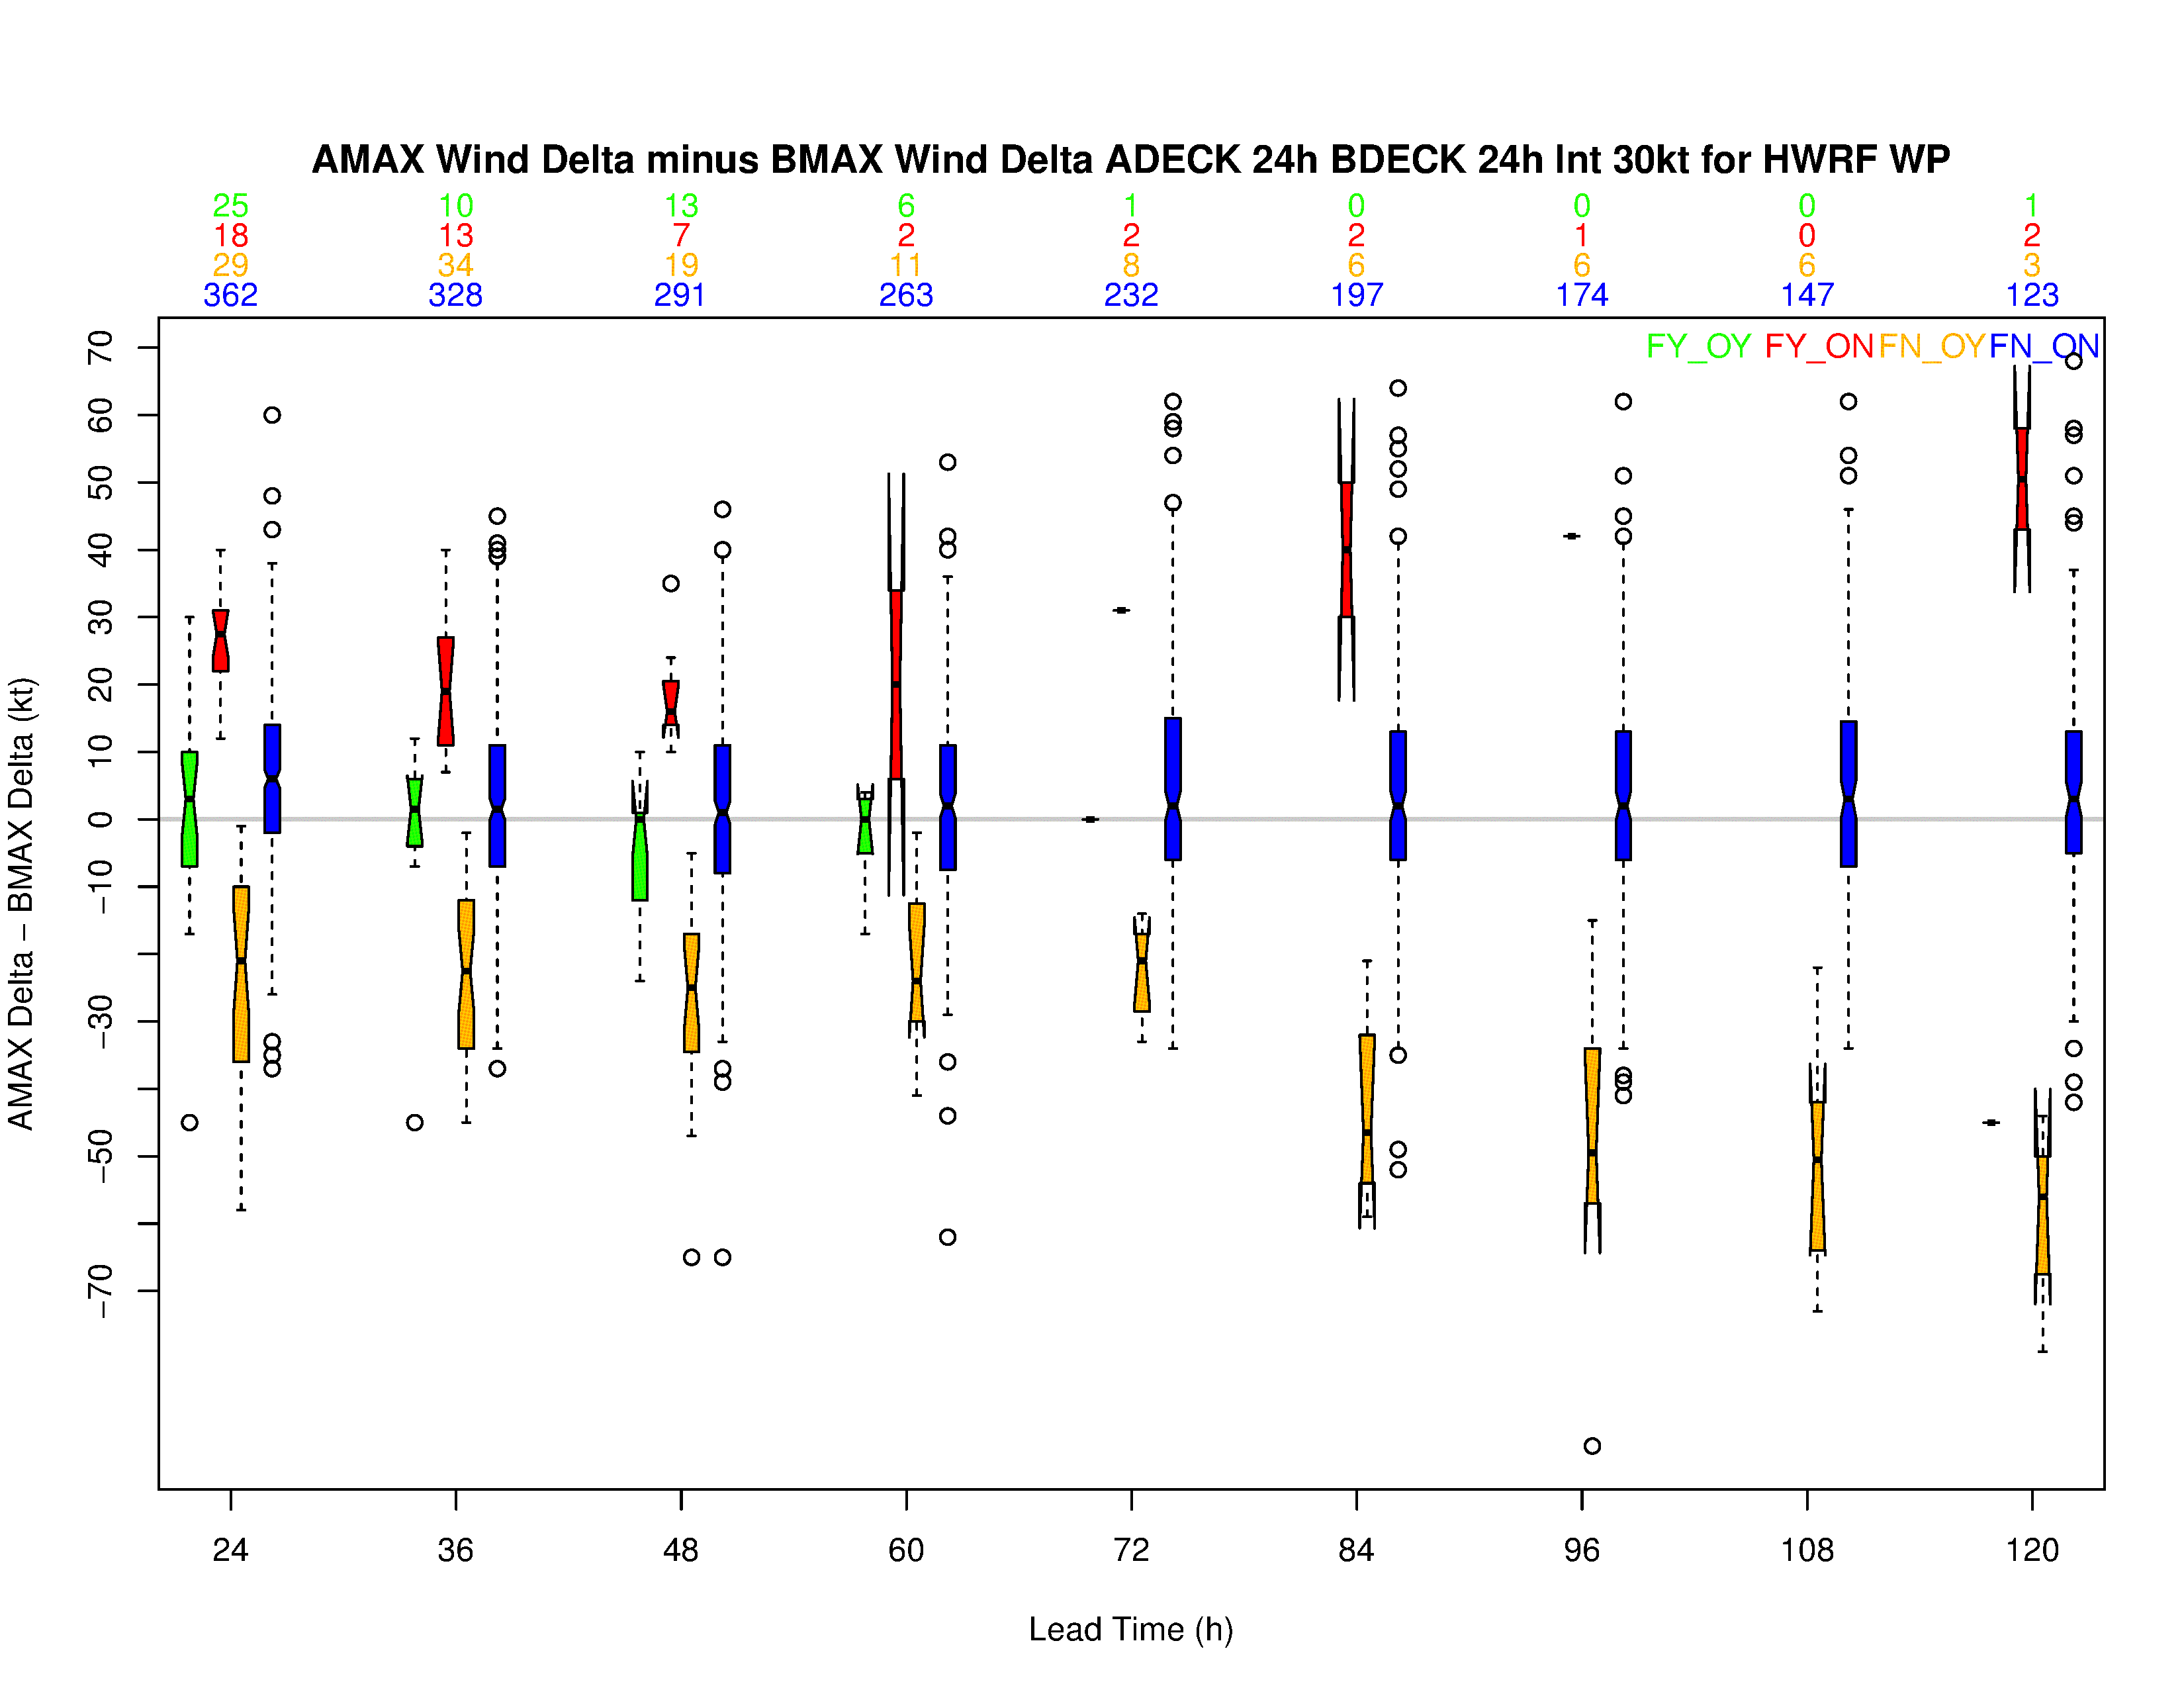 AMAX Wind Delta minus BMAX Wind Delta ADECK 24h BDECK 24h Int 30kt for HWRF WP
25 10 13 6 1 0 0 0 1
18 13 7 2 2 2 1 0 2
29 34 19 11 8 6 6 6 3
362 328 291 263 232 197 174 147 123
FY_OY FY_ON FN_OY FN_ON
70
60
50
40
30
20
10
0
−10
−30
−50
−70
AMAX Delta − BMAX Delta (kt)
24 36 48 60 72 84 96 108 120
Lead Time (h)